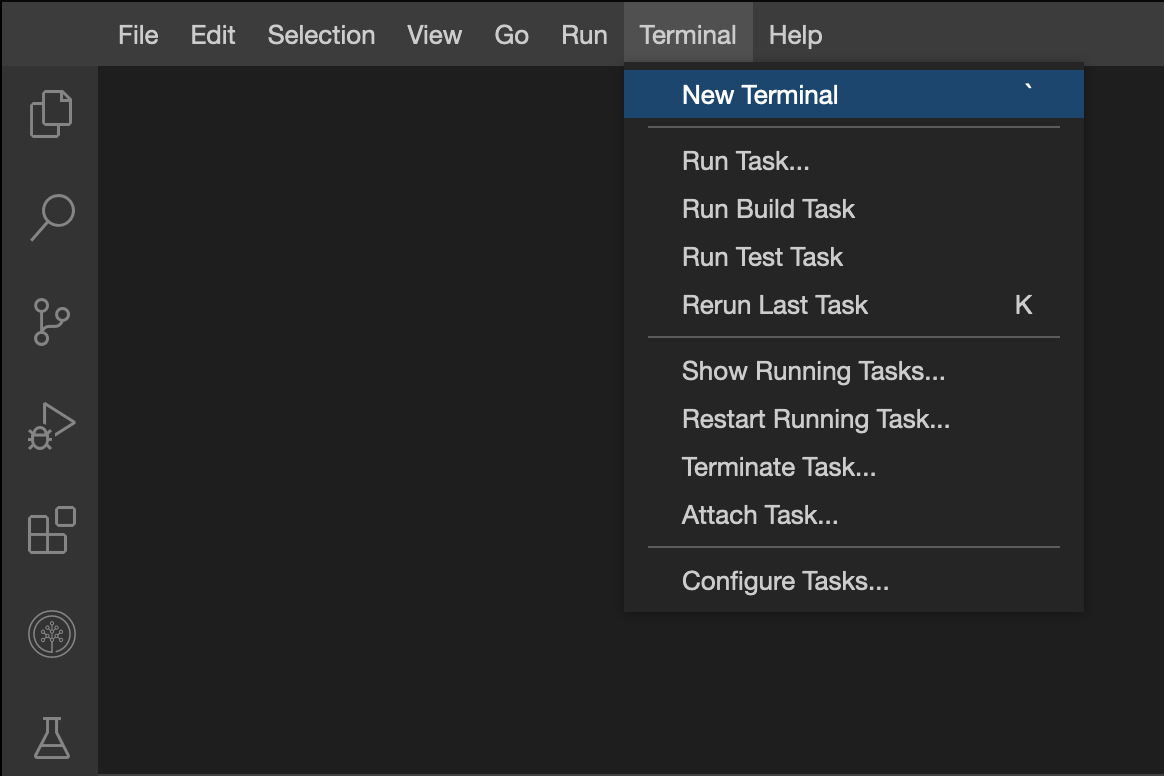 File Edit Selection View Go Run Terminal Help
New Terminal `
Run Task...
Run Build Task
Run Test Task
Rerun Last Task K
Show Running Tasks...
Restart Running Task...
Terminate Task...
Attach Task...
Configure Tasks...